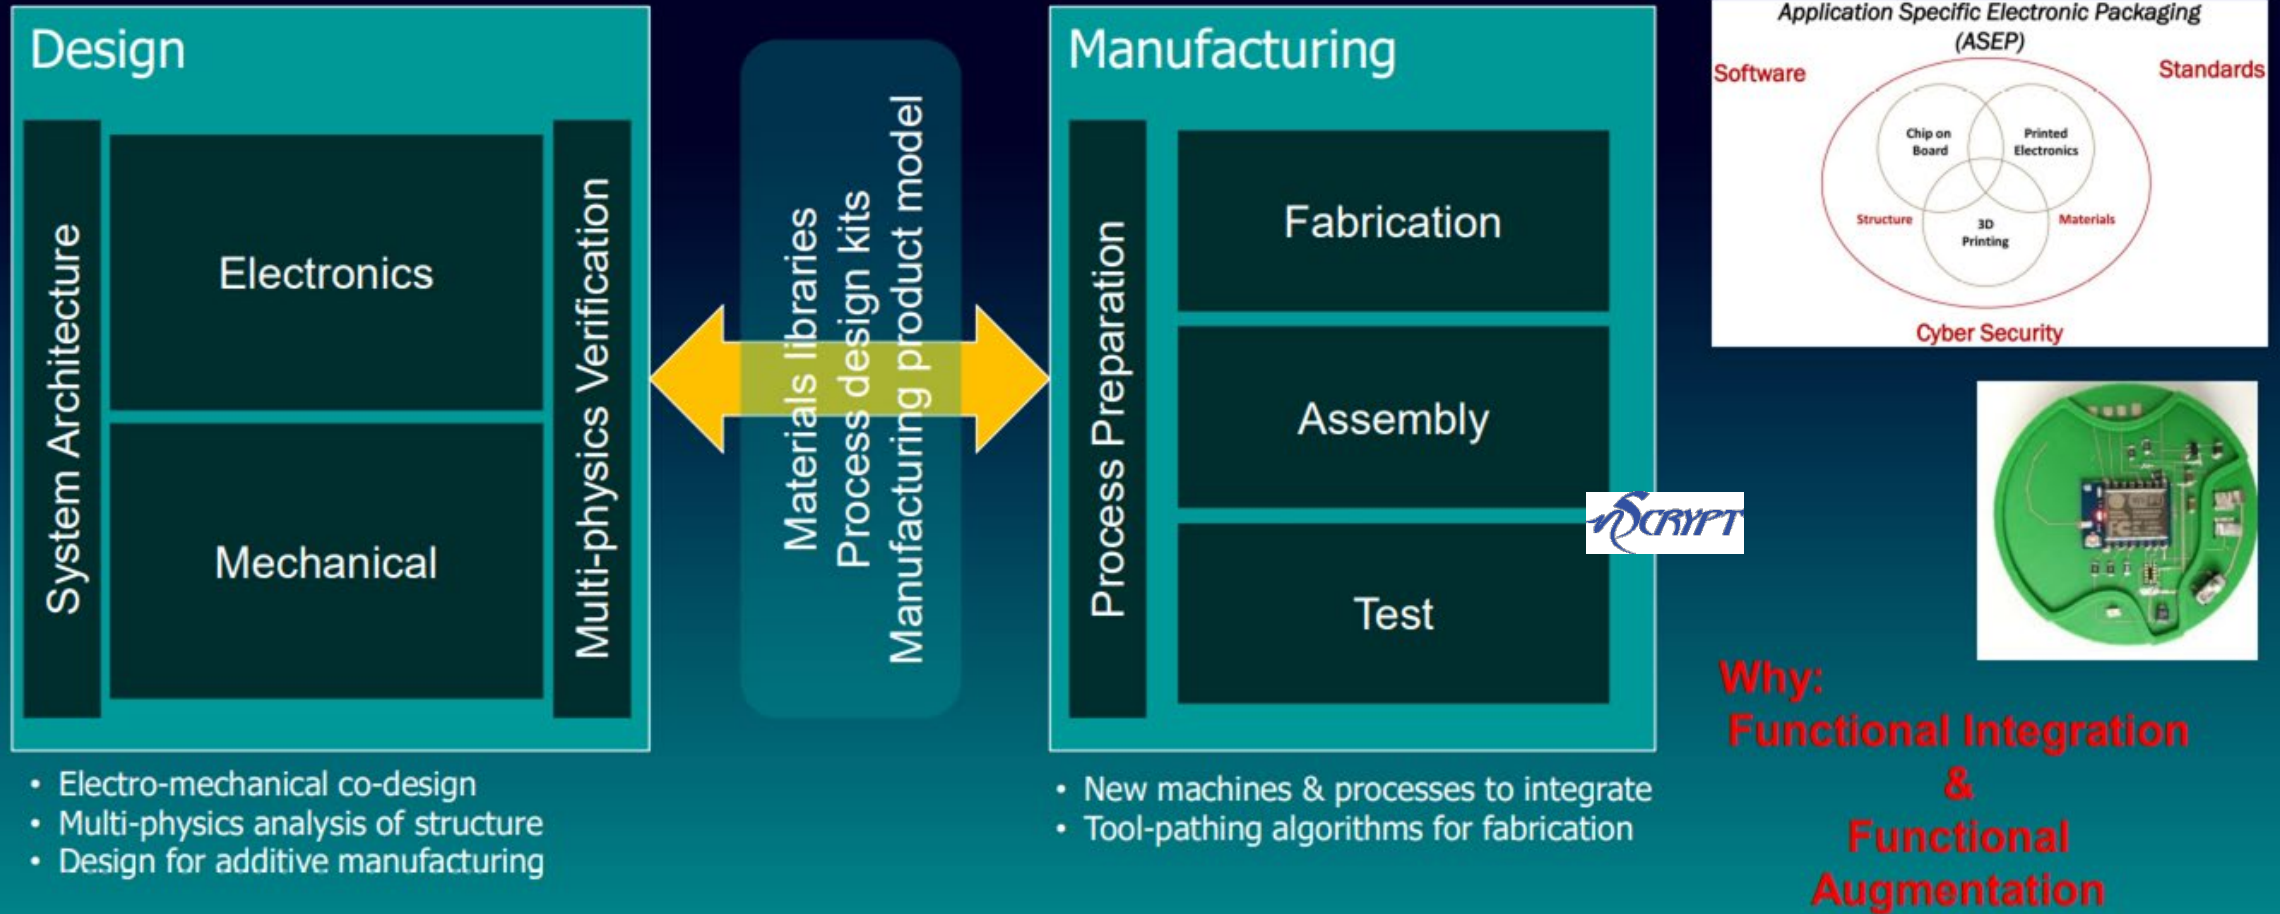 Design
System Architecture
Electronics
Mechanical
Multi-physics Verification
• Electro-mechanical co-design
• Multi-physics analysis of structure
• Design for additive manufacturing
Materials libraries
Process design kits
Manufacturing product model
Manufacturing
Process Preparation
Fabrication
Assembly
Test
nSCRYPT
• New machines & processes to integrate
• Tool-pathing algorithms for fabrication
Application Specific Electronic Packaging
(ASEP)
Software
Standards
Chip on
Board
Printed
Electronics
Structure
3D
Printing
Materials
Cyber Security
Why:
Functional Integration
&
Functional
Augmentation